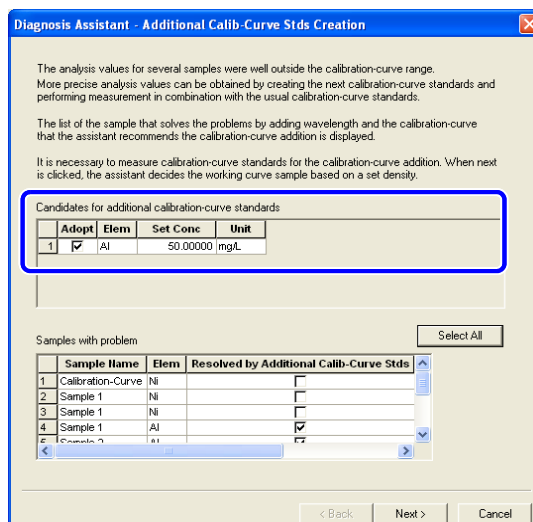 Diagnosis Assistant - Additional Calib-Curve Stds Creation
The analysis values for several samples were well outside the calibration-curve range.
More precise analysis values can be obtained by creating the next calibration-curve standards and
performing measurement in combination with the usual calibration-curve standards.
The list of the sample that solves the problems by adding wavelength and the calibration-curve
that the assistant recommends the calibration-curve addition is displayed.
It is necessary to measure calibration-curve standards for the calibration-curve addition. When next
is clicked, the assistant decides the working curve sample based on a set density.
Candidates for additional calibration-curve standards
Adopt Elem Set Conc Unit
1 Al 50.00000 mg/L
Select All
Samples with problem
Sample Name Elem Resolved by Additional Calib-Curve Stds
1 Calibration-Curve Ni
2 Sample 1 Ni
3 Sample 1 Ni
4 Sample 1 Al
5 Sample 2 Al
< Back Next > Cancel